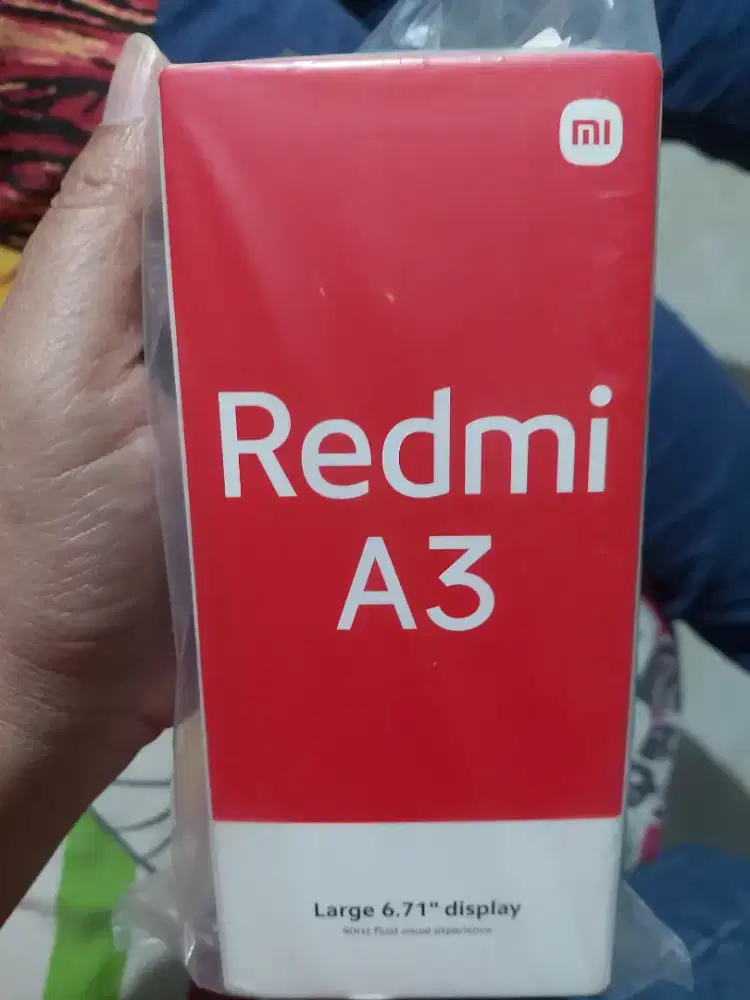 mi
Redmi
A3
Large 6.71" display
90Hz fluid visual experience